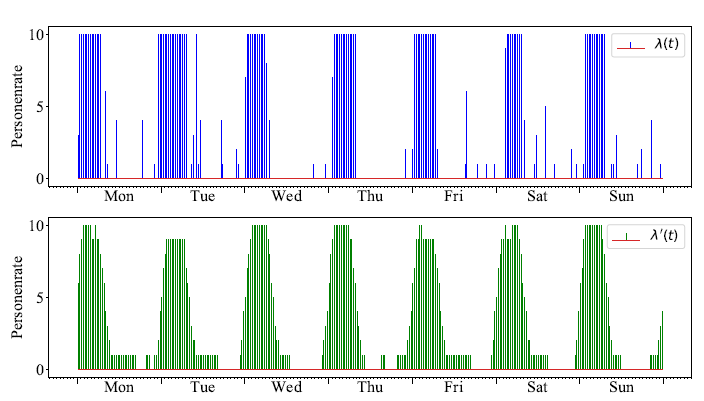 10
5
0
Personenrate
λ(t)
Mon Tue Wed Thu Fri Sat Sun
10
5
0
Personenrate
λ′(t)
Mon Tue Wed Thu Fri Sat Sun